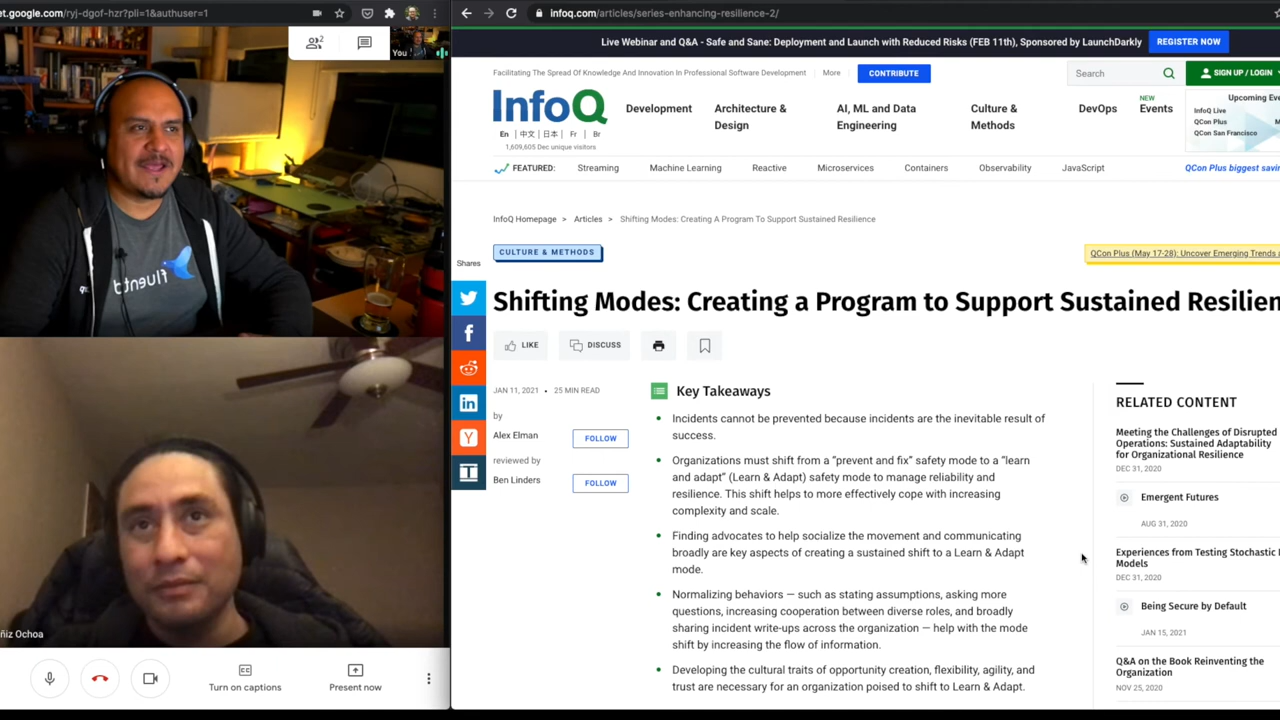 et.google.com/ryj-dgof-hzr?pli=1&authuser=1
2
You
fluentd
ñiz Ochoa
Turn on captions
Present now
infoq.com/articles/series-enhancing-resilience-2/
Live Webinar and Q&A - Safe and Sane: Deployment and Launch with Reduced Risks (FEB 11th), Sponsored by LaunchDarkly
REGISTER NOW
Facilitating The Spread Of Knowledge And Innovation In Professional Software Development
More
CONTRIBUTE
Search
SIGN UP / LOGIN
InfoQ
En | 中文 | 日本 | Fr | Br
1,609,605 Dec unique visitors
Development
Architecture &
Design
AI, ML and Data
Engineering
Culture &
Methods
DevOps
NEW
Events
Upcoming Eve
InfoQ Live
QCon Plus M
QCon San Francisco
FEATURED:
Streaming
Machine Learning
Reactive
Microservices
Containers
Observability
JavaScript
QCon Plus biggest savin
InfoQ Homepage > Articles > Shifting Modes: Creating A Program To Support Sustained Resilience
CULTURE & METHODS
QCon Plus (May 17-28): Uncover Emerging Trends a
Shares
Shifting Modes: Creating a Program to Support Sustained Resilien
LIKE
DISCUSS
JAN 11, 2021 • 25 MIN READ
by
Alex Elman
FOLLOW
reviewed by
Ben Linders
FOLLOW
Key Takeaways
• Incidents cannot be prevented because incidents are the inevitable result of
success.
• Organizations must shift from a “prevent and fix” safety mode to a “learn
and adapt” (Learn & Adapt) safety mode to manage reliability and
resilience. This shift helps to more effectively cope with increasing
complexity and scale.
• Finding advocates to help socialize the movement and communicating
broadly are key aspects of creating a sustained shift to a Learn & Adapt
mode.
• Normalizing behaviors — such as stating assumptions, asking more
questions, increasing cooperation between diverse roles, and broadly
sharing incident write-ups across the organization — help with the mode
shift by increasing the flow of information.
• Developing the cultural traits of opportunity creation, flexibility, agility, and
trust are necessary for an organization poised to shift to Learn & Adapt.
RELATED CONTENT
Meeting the Challenges of Disrupted
Operations: Sustained Adaptability
for Organizational Resilience
DEC 31, 2020
Emergent Futures
AUG 31, 2020
Experiences from Testing Stochastic D
Models
DEC 31, 2020
Being Secure by Default
JAN 15, 2021
Q&A on the Book Reinventing the
Organization
NOV 25, 2020